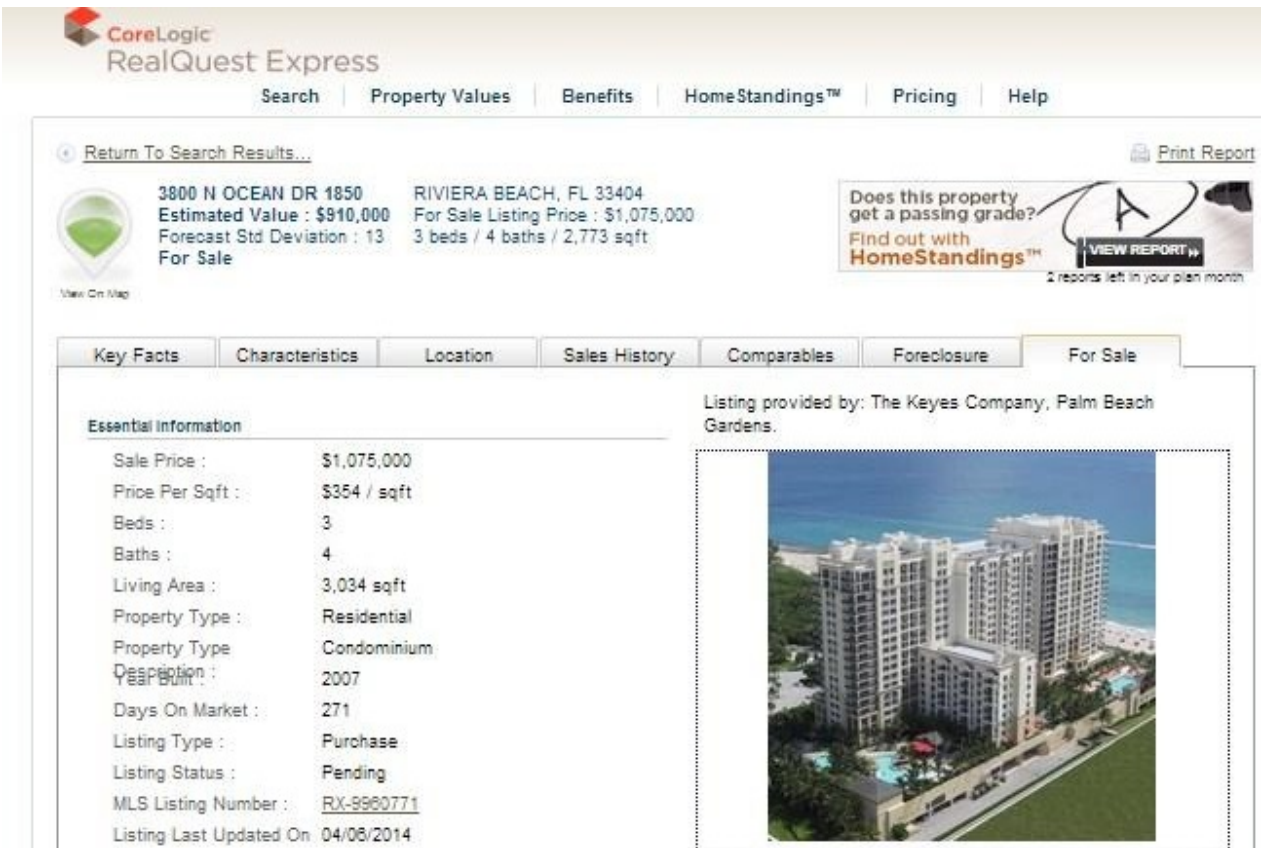 CoreLogic
RealQuest Express
Search Property Values Benefits HomeStandings™ Pricing Help
Return To Search Results... Print Report
3800 N OCEAN DR 1850 RIVIERA BEACH, FL 33404
Estimated Value : $910,000 For Sale Listing Price : $1,075,000
Forecast Std Deviation : 13 3 beds / 4 baths / 2,773 sqft
For Sale
View On Map
Does this property
get a passing grade?
A
Find out with
HomeStandings™
VIEW REPORT
2 reports left in your plan month
Key Facts Characteristics Location Sales History Comparables Foreclosure For Sale
Listing provided by: The Keyes Company, Palm Beach
Gardens.
Essential Information
Sale Price : $1,075,000
Price Per Sqft : $354 / sqft
Beds : 3
Baths : 4
Living Area : 3,034 sqft
Property Type : Residential
Property Type Condominium
Description :
Year Built : 2007
Days On Market : 271
Listing Type : Purchase
Listing Status : Pending
MLS Listing Number : RX-9960771
Listing Last Updated On 04/06/2014